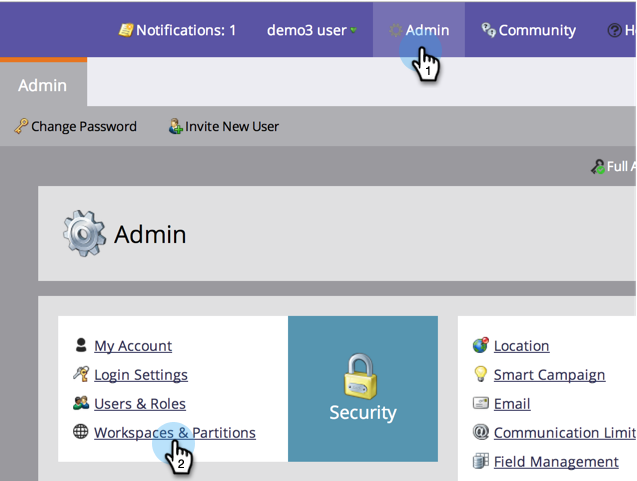 Notifications: 1 demo3 user Admin Community
1
Admin
Change Password Invite New User
Full
Admin
My Account
Login Settings
Users & Roles
Workspaces & Partitions
2
Security
Location
Smart Campaign
Email
Communication Limit
Field Management